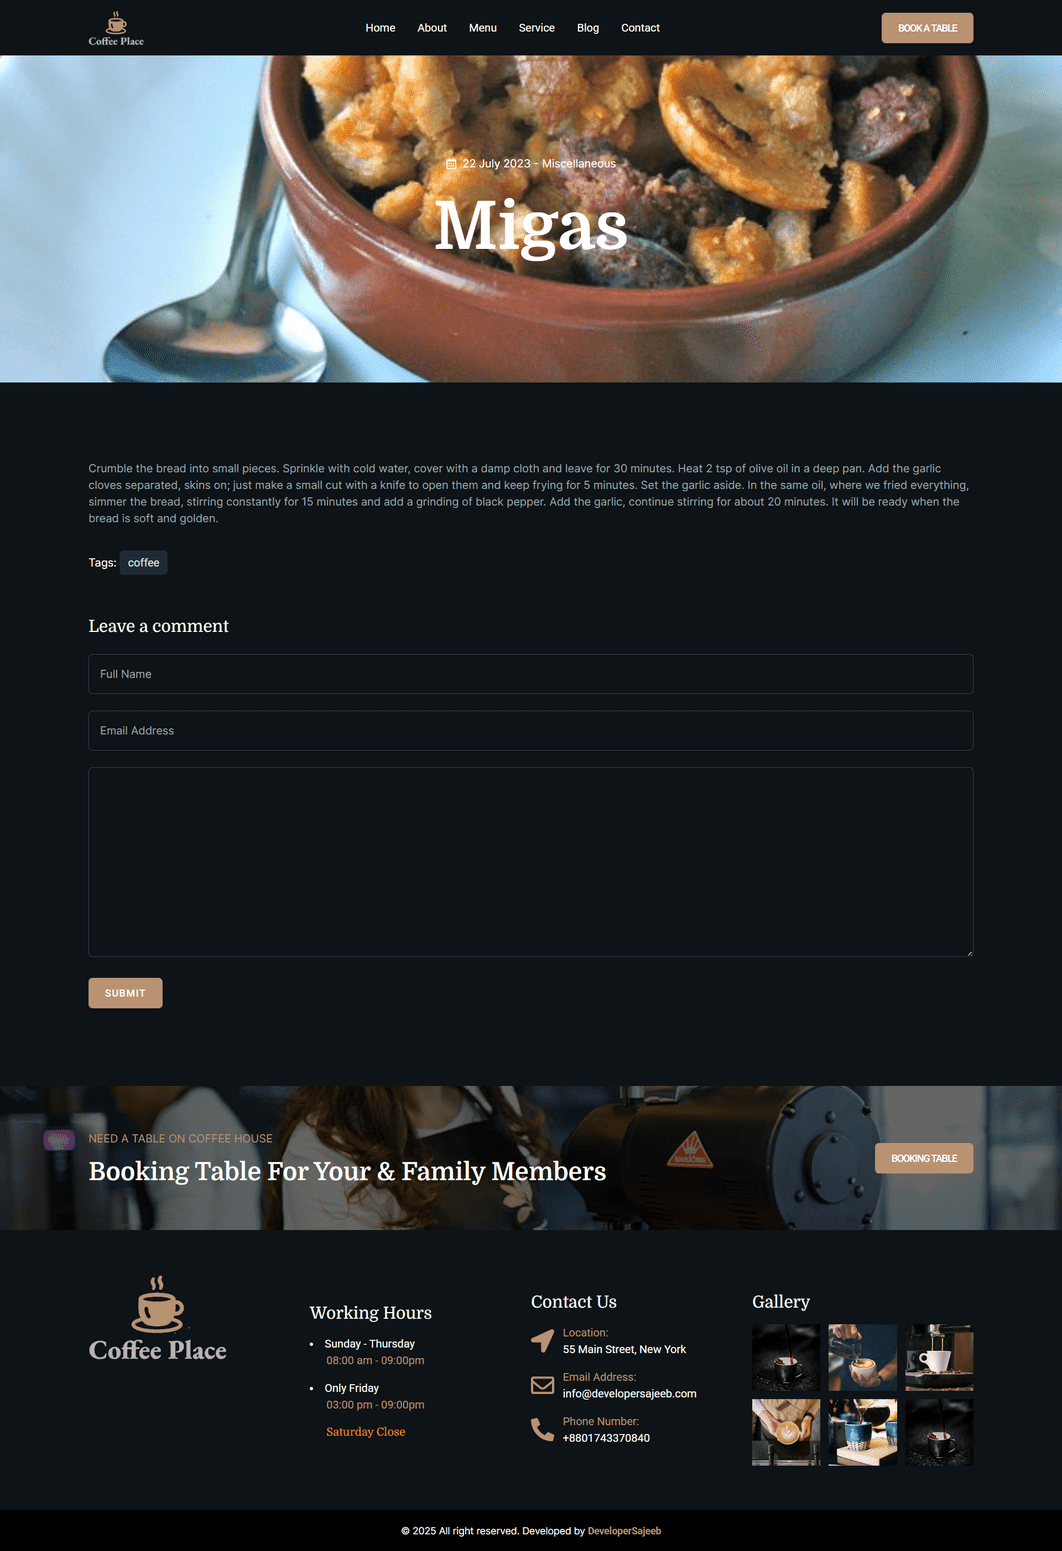 Coffee Place
Home About Menu Service Blog Contact
BOOK A TABLE
22 July 2023 - Miscellaneous
Migas
Crumble the bread into small pieces. Sprinkle with cold water, cover with a damp cloth and leave for 30 minutes. Heat 2 tsp of olive oil in a deep pan. Add the garlic
cloves separated, skins on; just make a small cut with a knife to open them and keep frying for 5 minutes. Set the garlic aside. In the same oil, where we fried everything,
simmer the bread, stirring constantly for 15 minutes and add a grinding of black pepper. Add the garlic, continue stirring for about 20 minutes. It will be ready when the
bread is soft and golden.
Tags: coffee
Leave a comment
Full Name
Email Address
SUBMIT
NEED A TABLE ON COFFEE HOUSE
Booking Table For Your & Family Members
BOOKING TABLE
Coffee Place
Working Hours
Sunday - Thursday
08:00 am - 09:00pm
Only Friday
03:00 pm - 09:00pm
Saturday Close
Contact Us
Location:
55 Main Street, New York
Email Address:
info@developersajeeb.com
Phone Number:
+8801743370840
Gallery
© 2025 All right reserved. Developed by DeveloperSajeeb